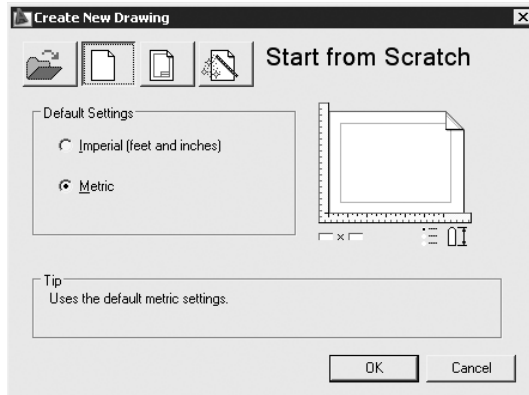 Create New Drawing
Start from Scratch
Default Settings
Imperial (feet and inches)
Metric
Tip
Uses the default metric settings.
OK
Cancel